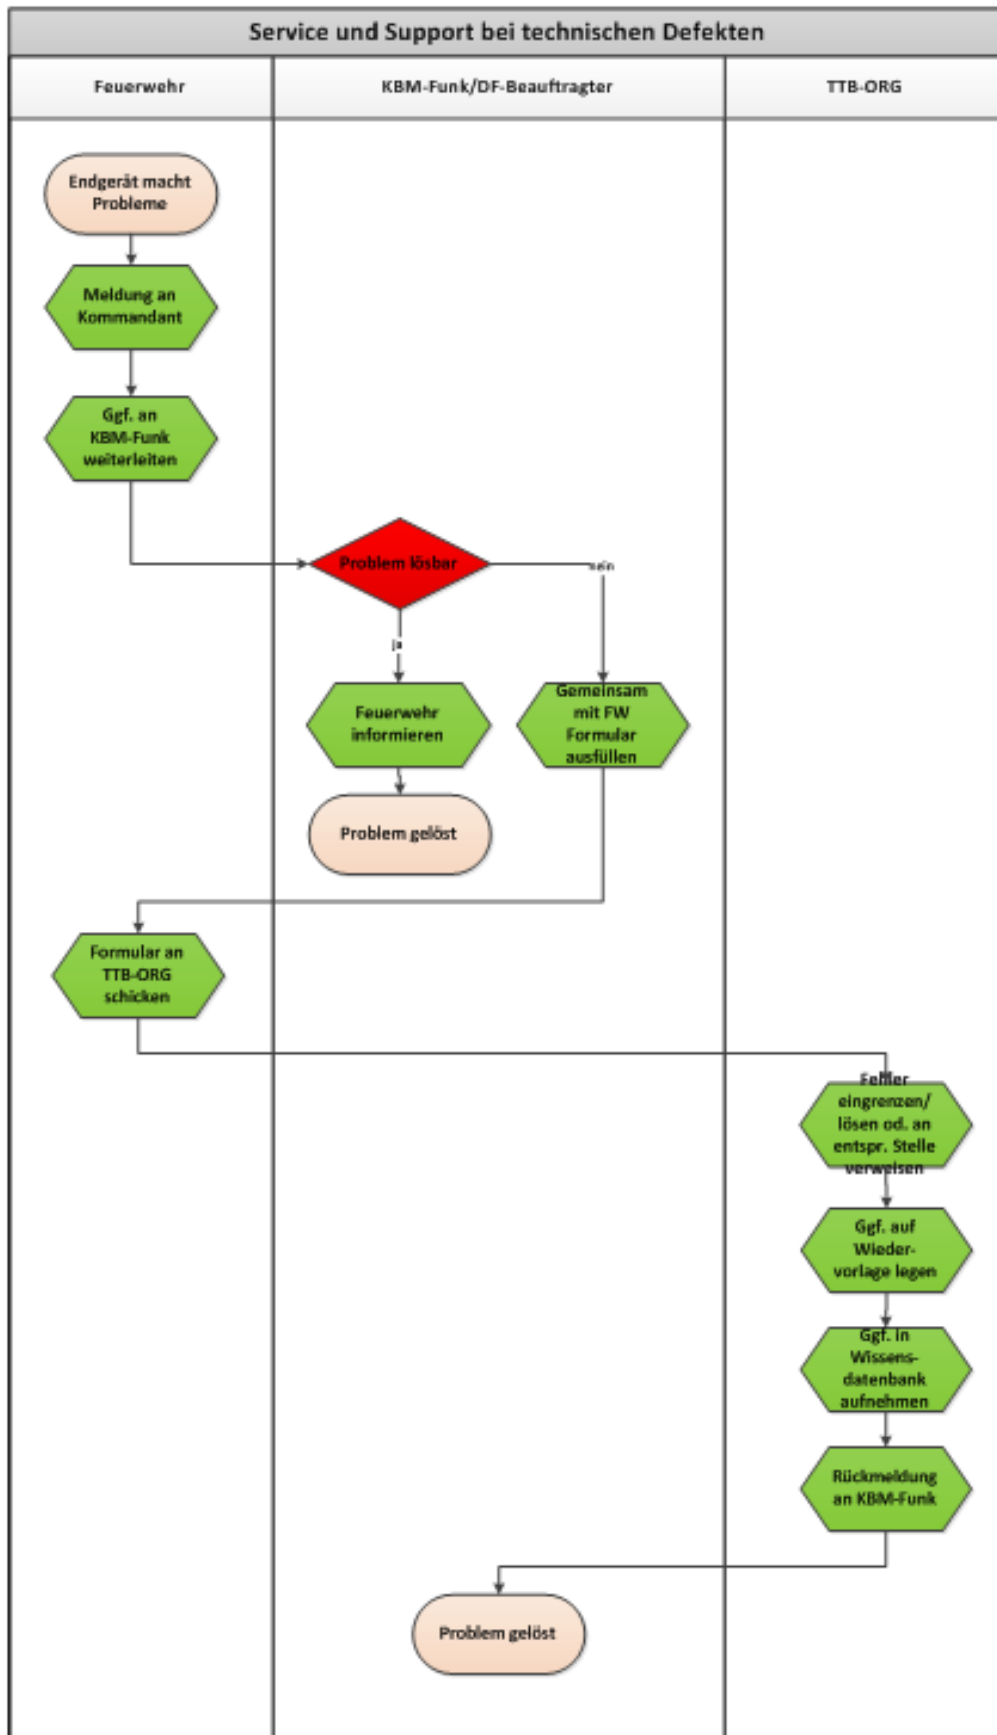 Service und Support bei technischen Defekten
Feuerwehr
KBM-Funk/DF-Beauftragter
TTB-ORG
Endgerät macht
Probleme
Meldung an
Kommandant
Ggf. an
KBM-Funk
weiterleiten
Problem lösbar
nein
ja
Feuerwehr
informieren
Gemeinsam
mit FW
Formular
ausfüllen
Problem gelöst
Formular an
TTB-ORG
schicken
Fehler
eingrenzen/
lösen od. an
entspr. Stelle
verweisen
Ggf. auf
Wieder-
vorlage legen
Ggf. in
Wissens-
datenbank
aufnehmen
Rückmeldung
an KBM-Funk
Problem gelöst